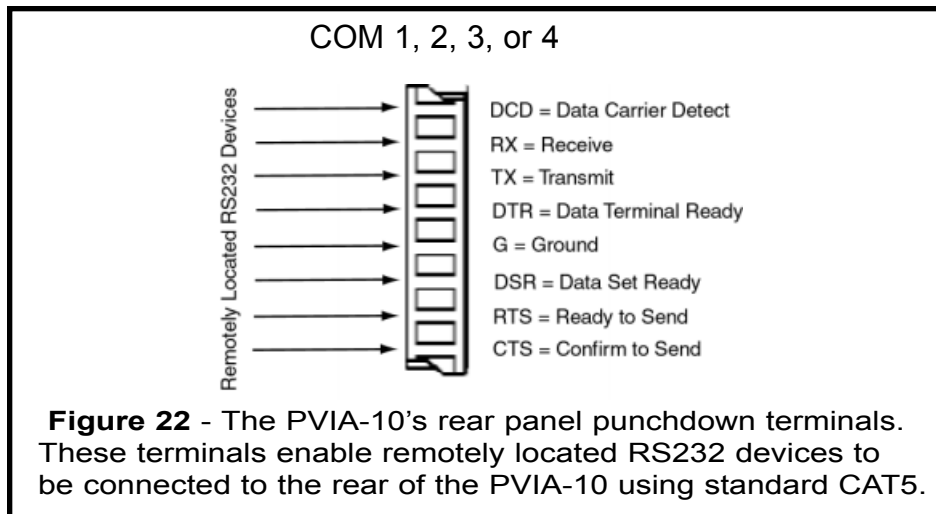 COM 1, 2, 3, or 4
Remotely Located RS232 Devices
DCD = Data Carrier Detect
RX = Receive
TX = Transmit
DTR = Data Terminal Ready
G = Ground
DSR = Data Set Ready
RTS = Ready to Send
CTS = Confirm to Send
Figure 22 - The PVIA-10's rear panel punchdown terminals.
These terminals enable remotely located RS232 devices to
be connected to the rear of the PVIA-10 using standard CAT5.